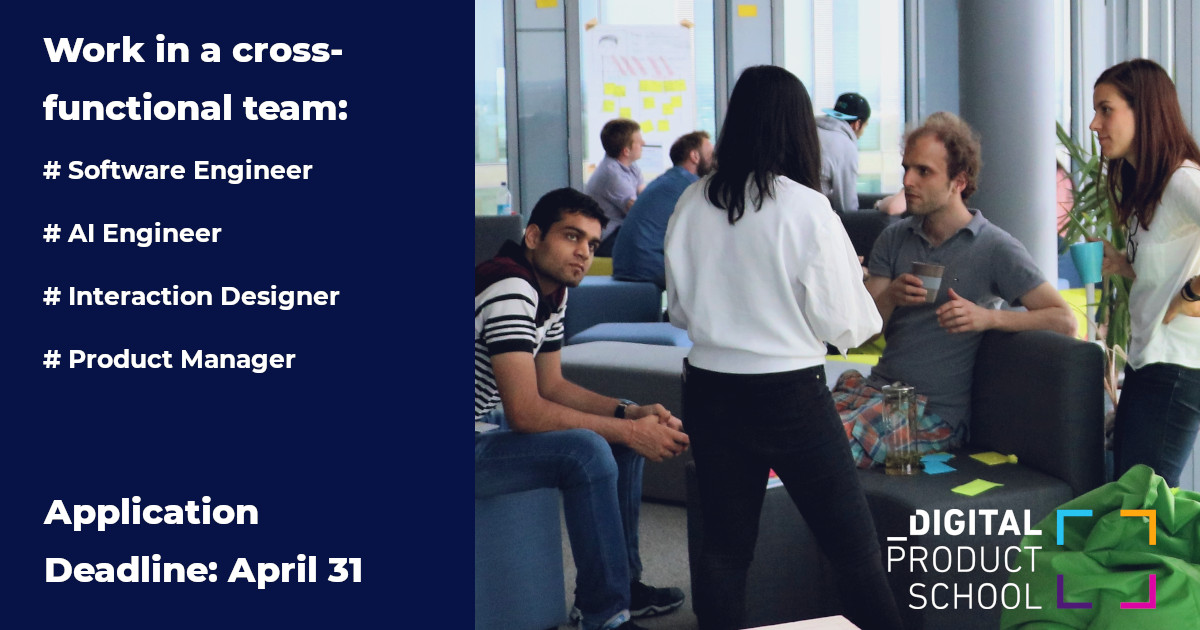 Work in a cross-
functional team:
# Software Engineer
# AI Engineer
# Interaction Designer
# Product Manager
Application
Deadline: April 31
_DIGITAL
PRODUCT
SCHOOL